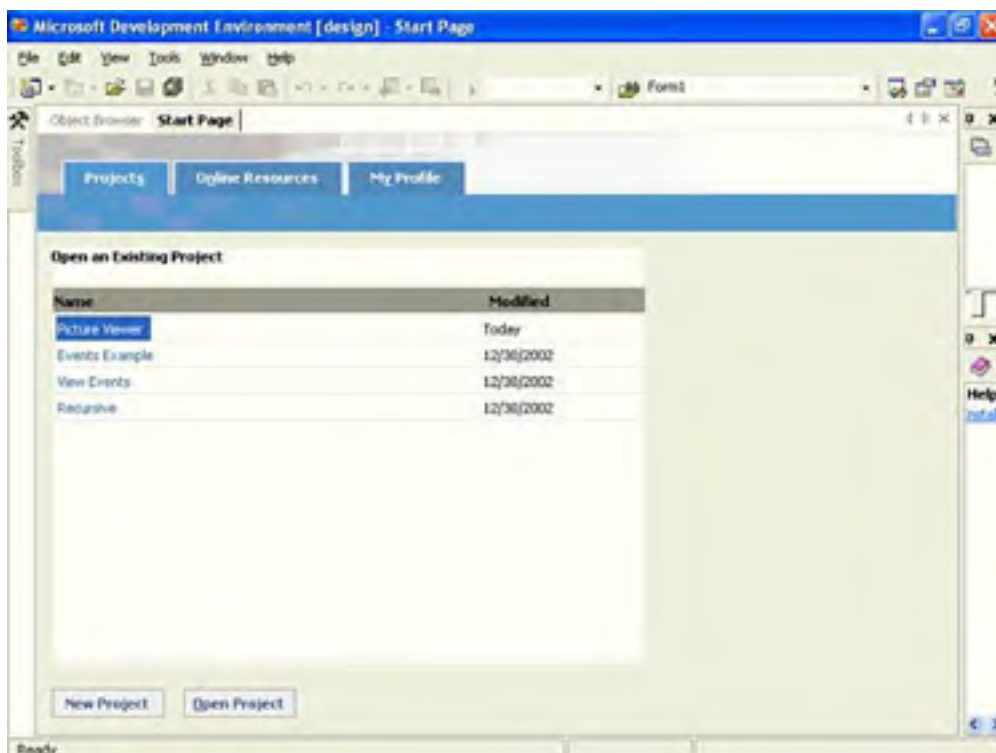 Microsoft Development Environment [design] - Start Page
File Edit View Tools Window Help
Form1
Object Browser Start Page
Toolbox
Projects Online Resources My Profile
Open an Existing Project
Name Modified
Picture Viewer Today
Events Example 12/30/2002
View Events 12/30/2002
Recursive 12/30/2002
Help
New Project Open Project
Ready